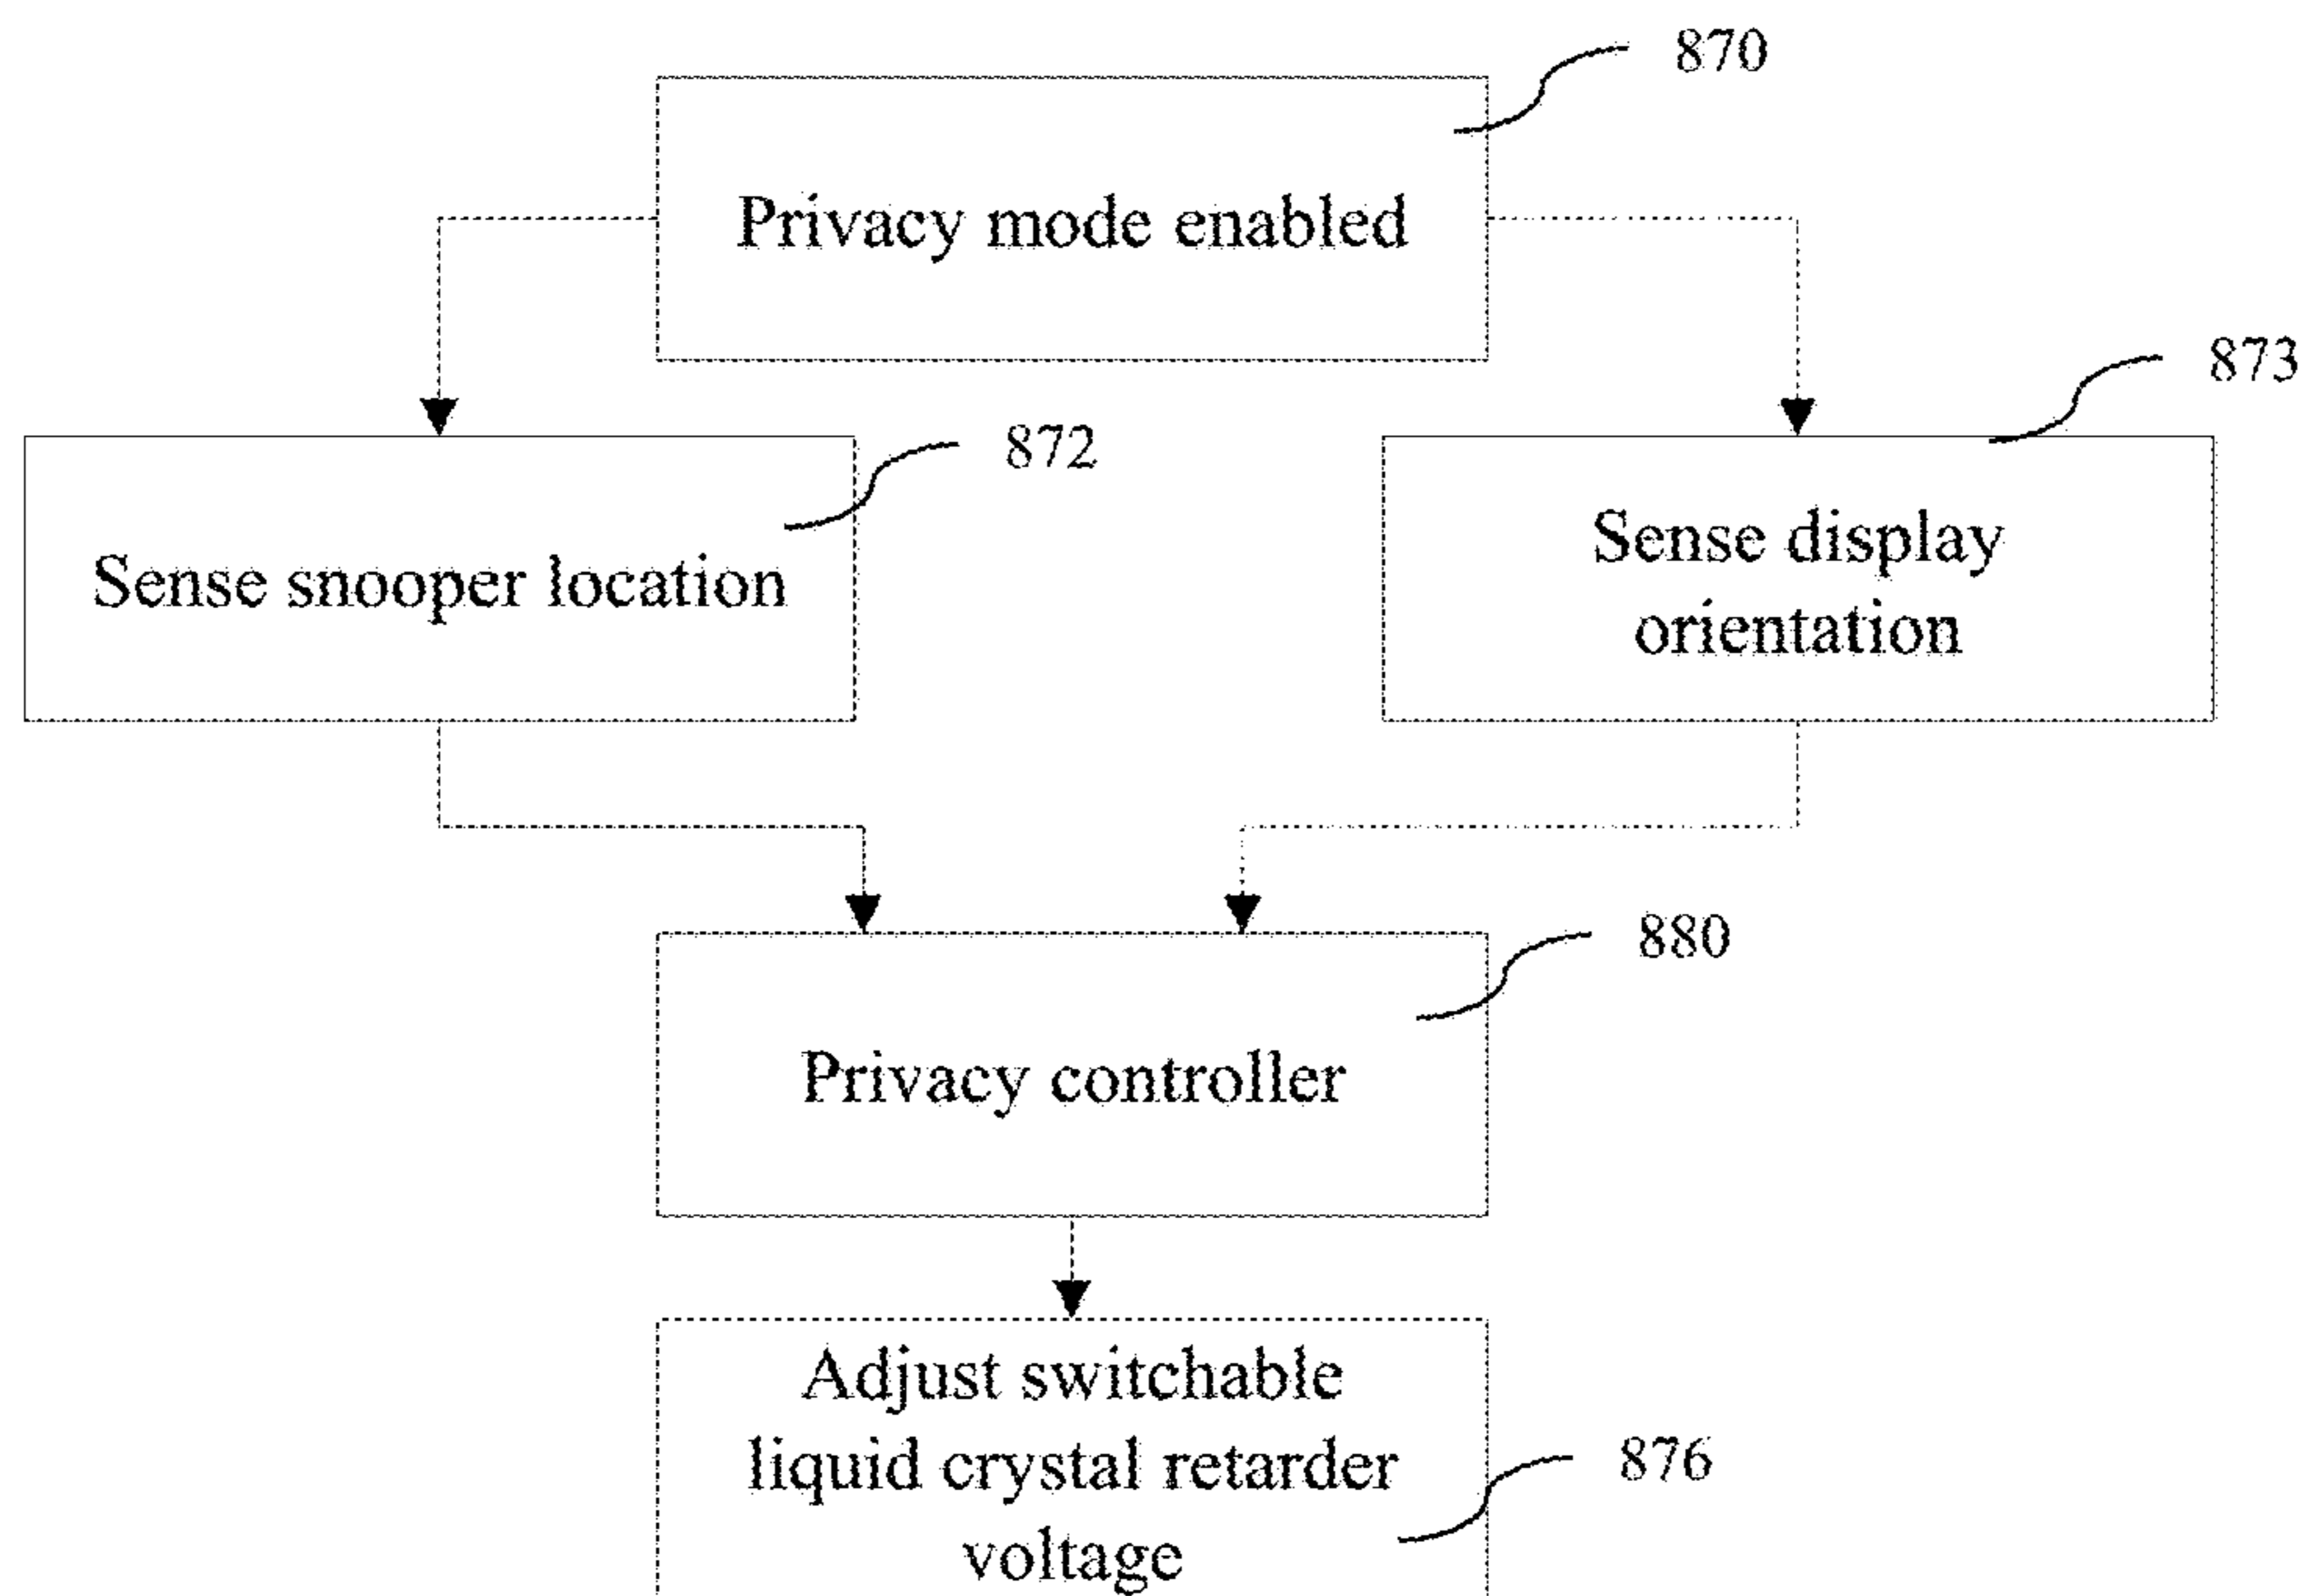 870
Privacy mode enabled
873
872
Sense snooper location
Sense display
orientation
880
Privacy controller
Adjust switchable
liquid crystal retarder
876
voltage